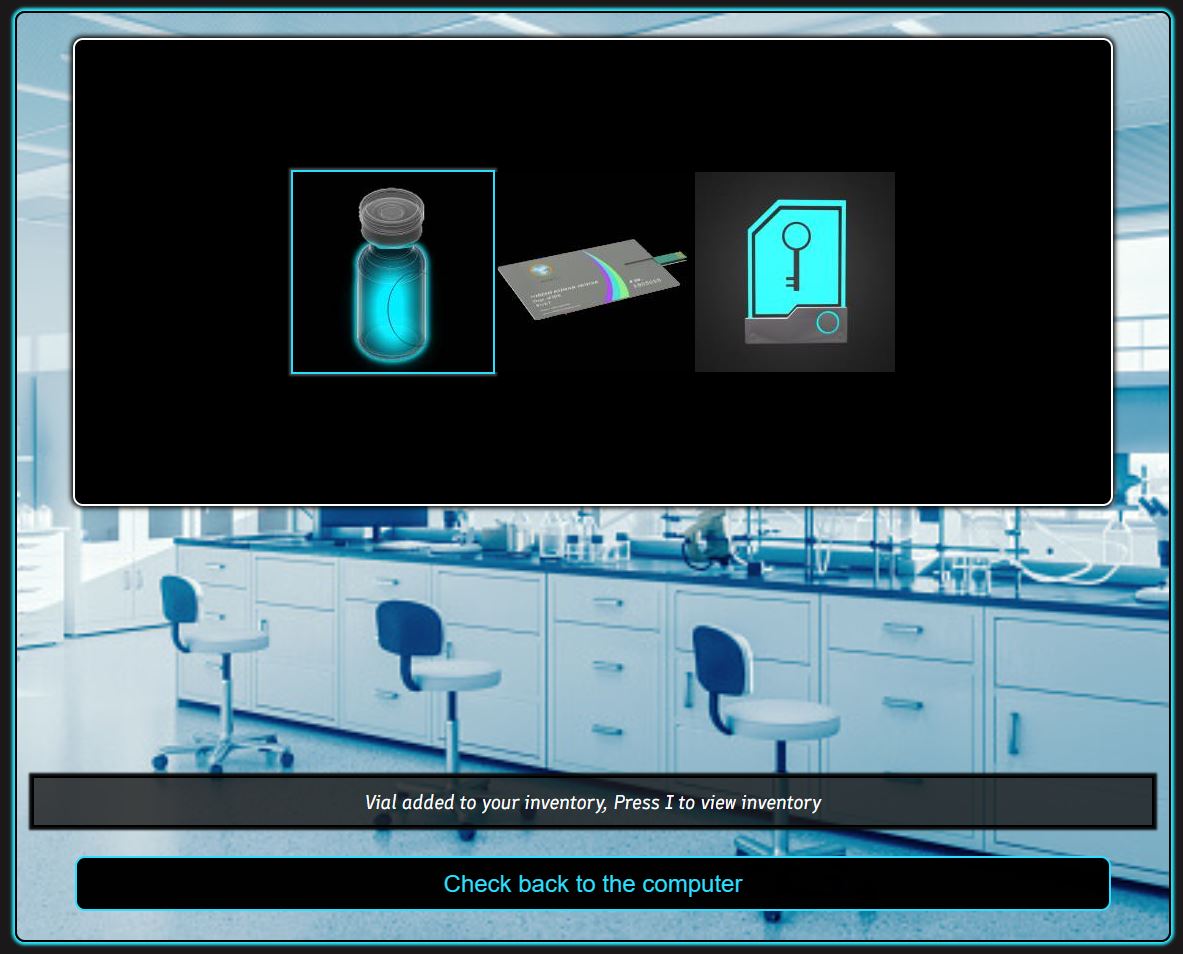 Vial added to your inventory, Press I to view inventory
Check back to the computer